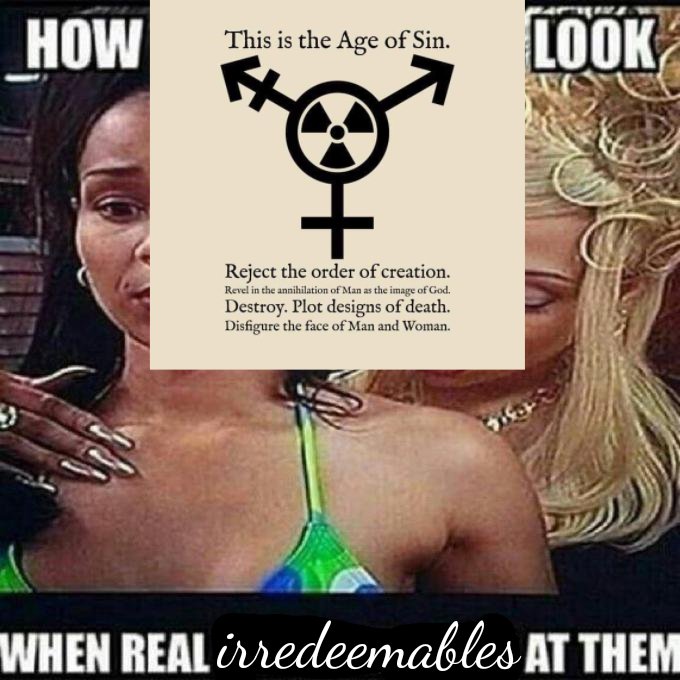 HOW
This is the Age of Sin.
LOOK
Reject the order of creation.
Revel in the annihilation of Man as the image of God.
Destroy. Plot designs of death.
Disfigure the face of Man and Woman.
WHEN REAL irredeemables AT THEM